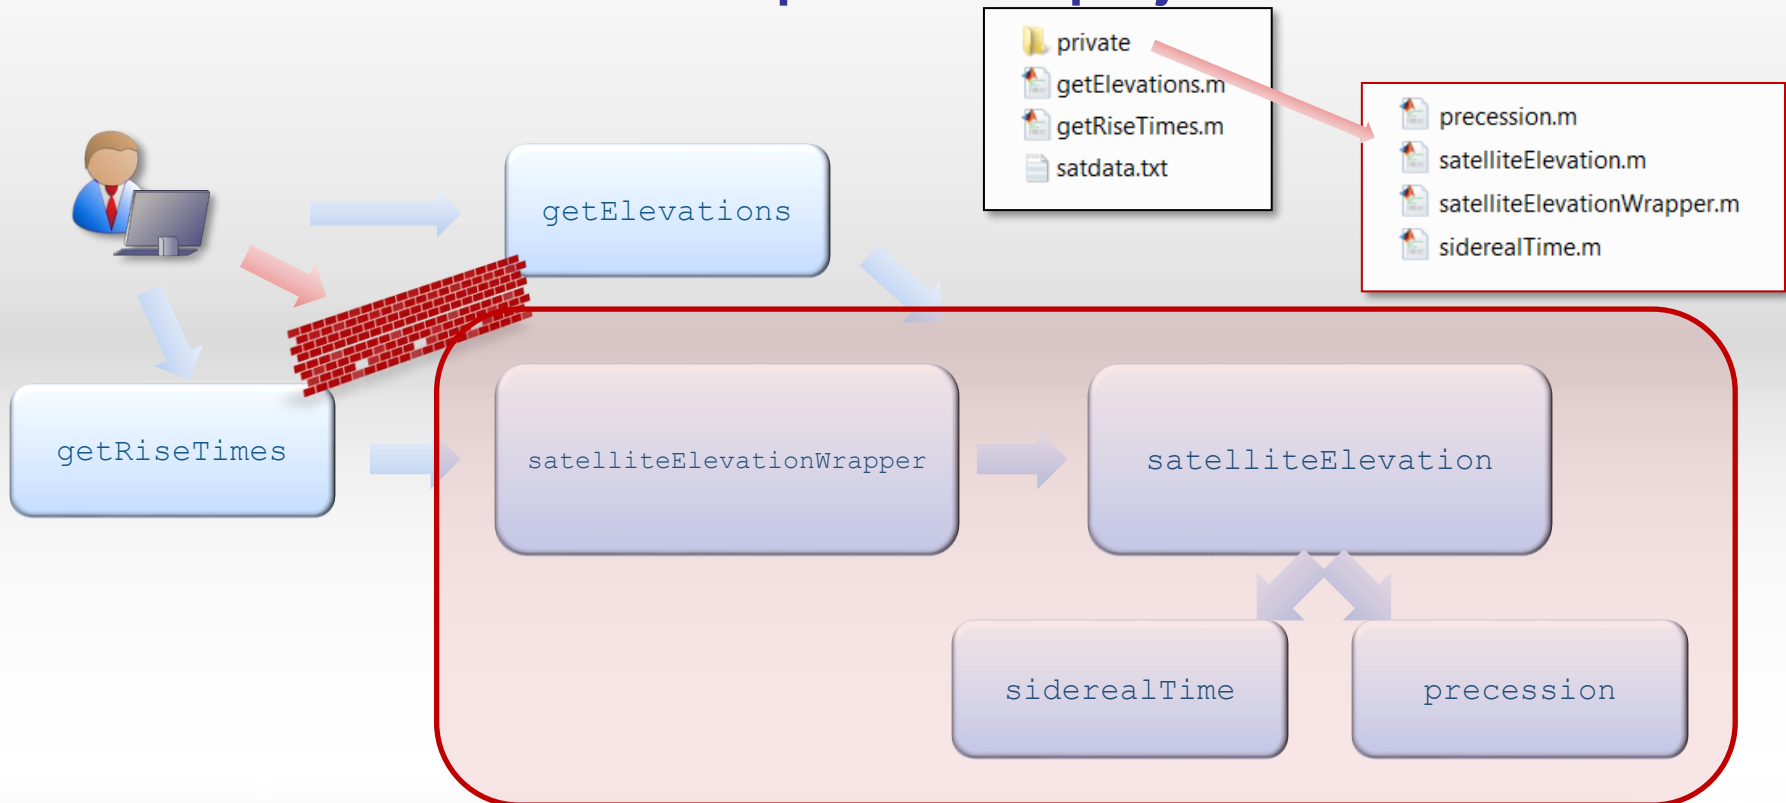 private
getElevations.m
getRiseTimes.m
satdata.txt
precession.m
satelliteElevation.m
satelliteElevationWrapper.m
siderealTime.m
getElevations
getRiseTimes
satelliteElevationWrapper
satelliteElevation
siderealTime
precession